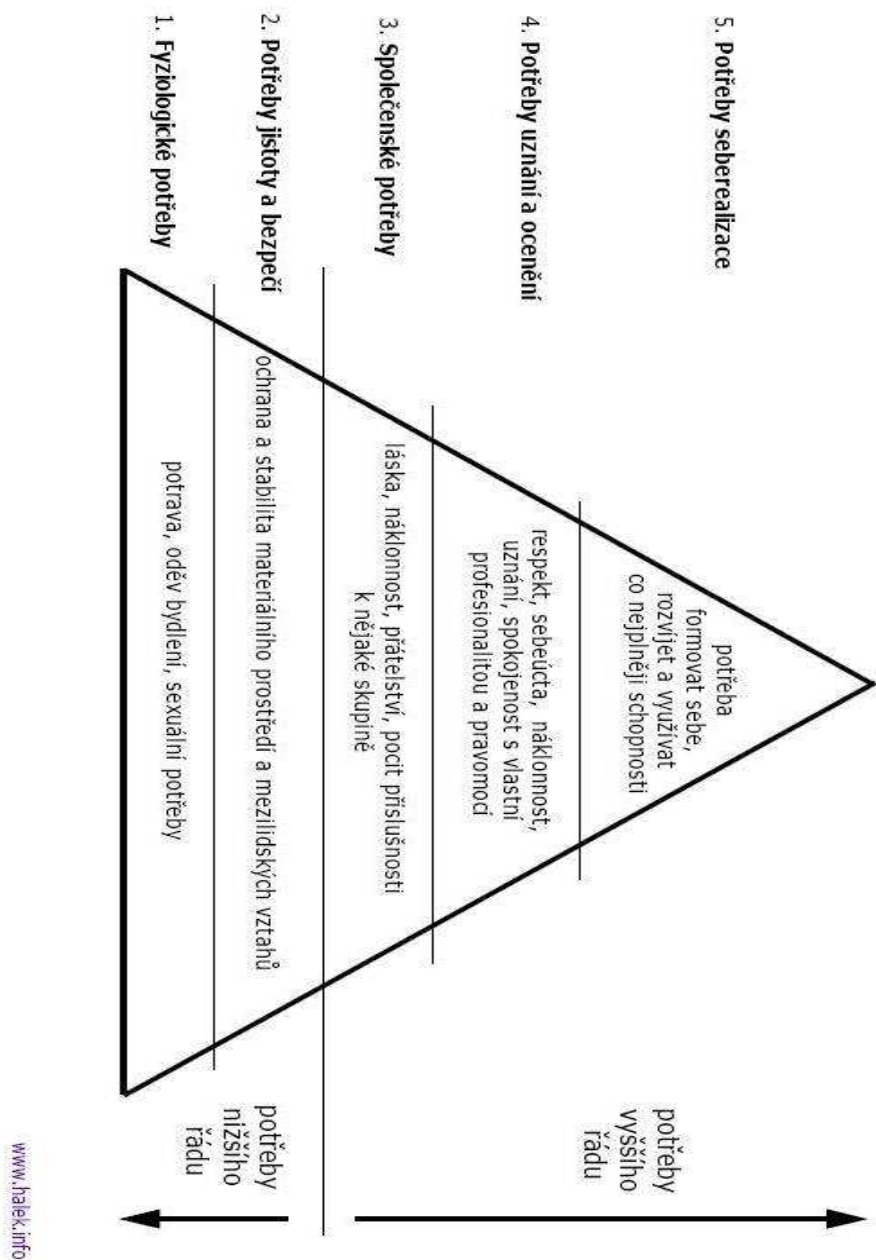 5. Potřeby seberealizace
potřeba
formovat sebe,
rozvíjet a využívat
co nejplněji schopnosti
4. Potřeby uznání a ocenění
respekt, sebeúcta, náklonnost,
uznání, spokojenost s vlastní
profesionalitou a pravomocí
potřeby
vyššího
řádu
3. Společenské potřeby
láska, náklonnost, přátelství, pocit příslušnosti
k nějaké skupině
2. Potřeby jistoty a bezpečí
ochrana a stabilita materiálního prostředí a mezilidských vztahů
potřeby
nižšího
řádu
1. Fyziologické potřeby
potrava, oděv bydlení, sexuální potřeby
www.halek.info